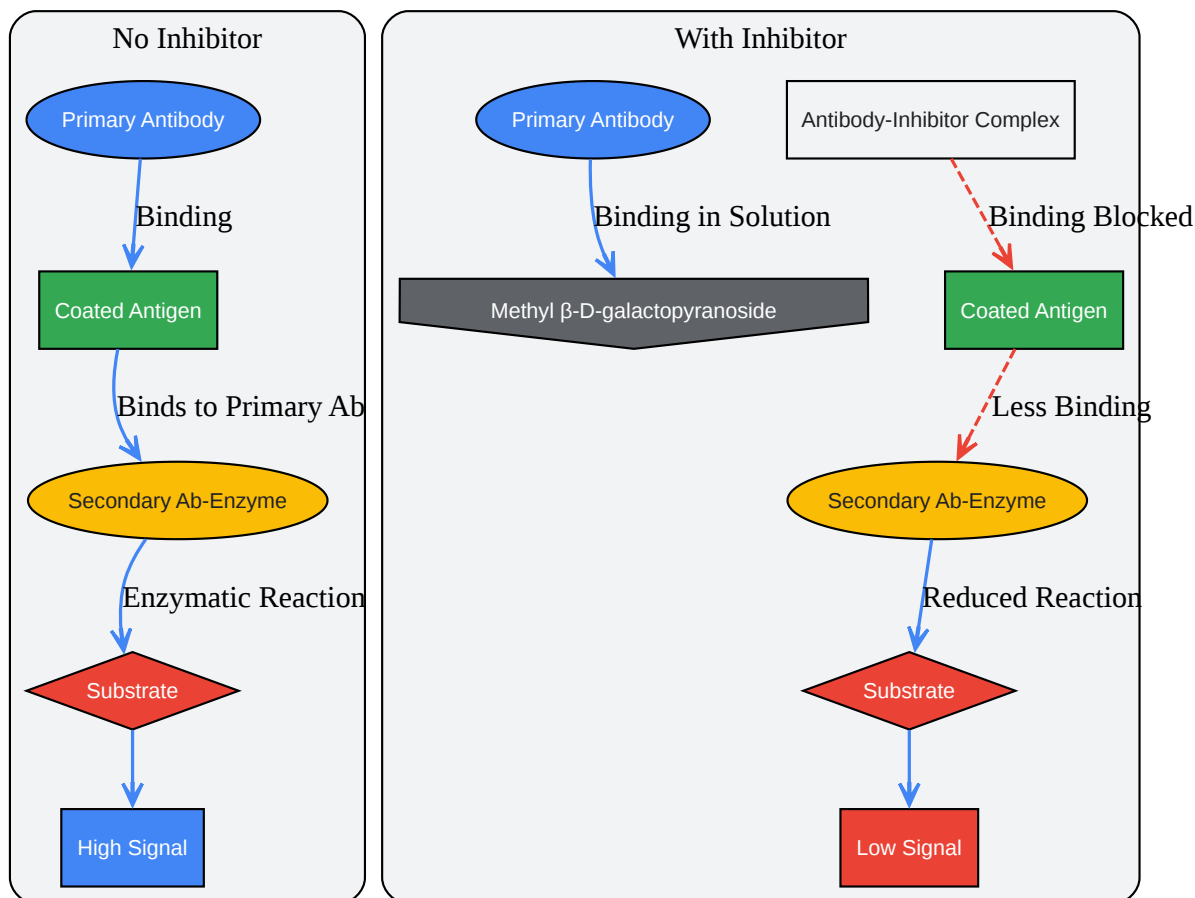 No Inhibitor
Primary Antibody
Binding
Coated Antigen
Binds to Primary Ab
Secondary Ab-Enzyme
Enzymatic Reaction
Substrate
High Signal
With Inhibitor
Primary Antibody
Binding in Solution
Methyl β-D-galactopyranoside
Antibody-Inhibitor Complex
Binding Blocked
Coated Antigen
Less Binding
Secondary Ab-Enzyme
Reduced Reaction
Substrate
Low Signal